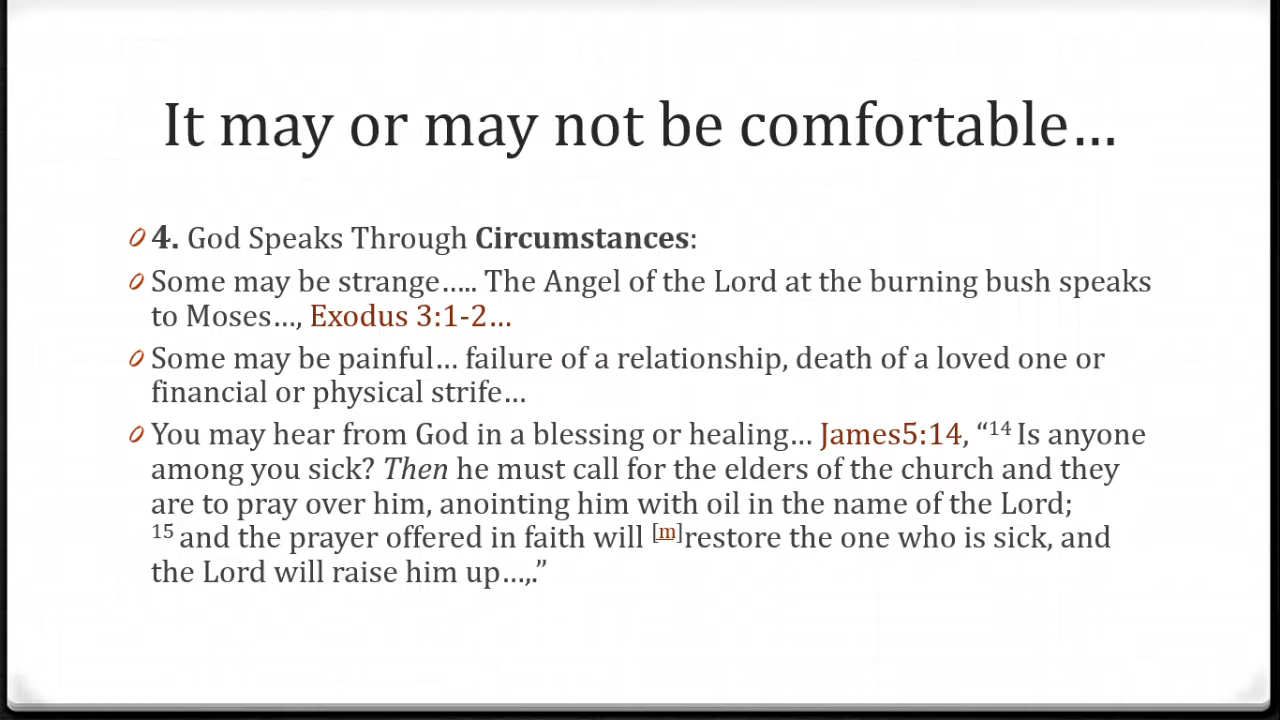 It may or may not be comfortable…
4. God Speaks Through Circumstances:
Some may be strange….. The Angel of the Lord at the burning bush speaks
to Moses…, Exodus 3:1-2…
Some may be painful… failure of a relationship, death of a loved one or
financial or physical strife…
You may hear from God in a blessing or healing… James5:14, “14 Is anyone
among you sick? Then he must call for the elders of the church and they
are to pray over him, anointing him with oil in the name of the Lord;
15 and the prayer offered in faith will [m]restore the one who is sick, and
the Lord will raise him up…,.”